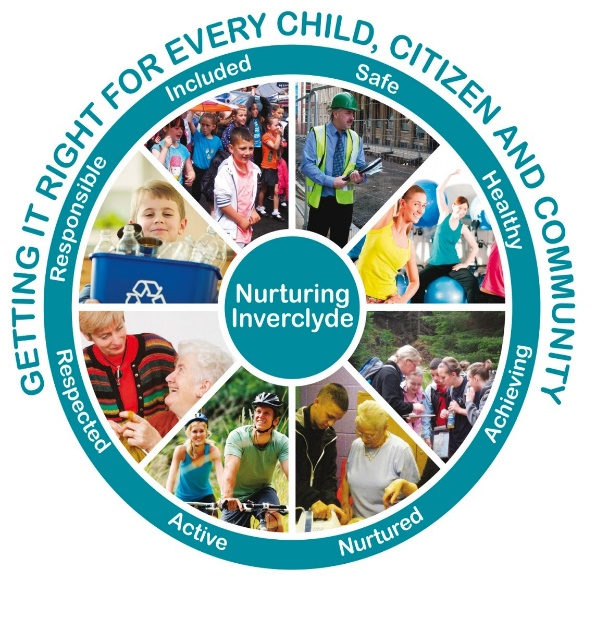 GETTING IT RIGHT FOR EVERY CHILD, CITIZEN AND COMMUNITY
Included
Safe
Healthy
Achieving
Nurtured
Active
Respected
Responsible
Nurturing
Inverclyde